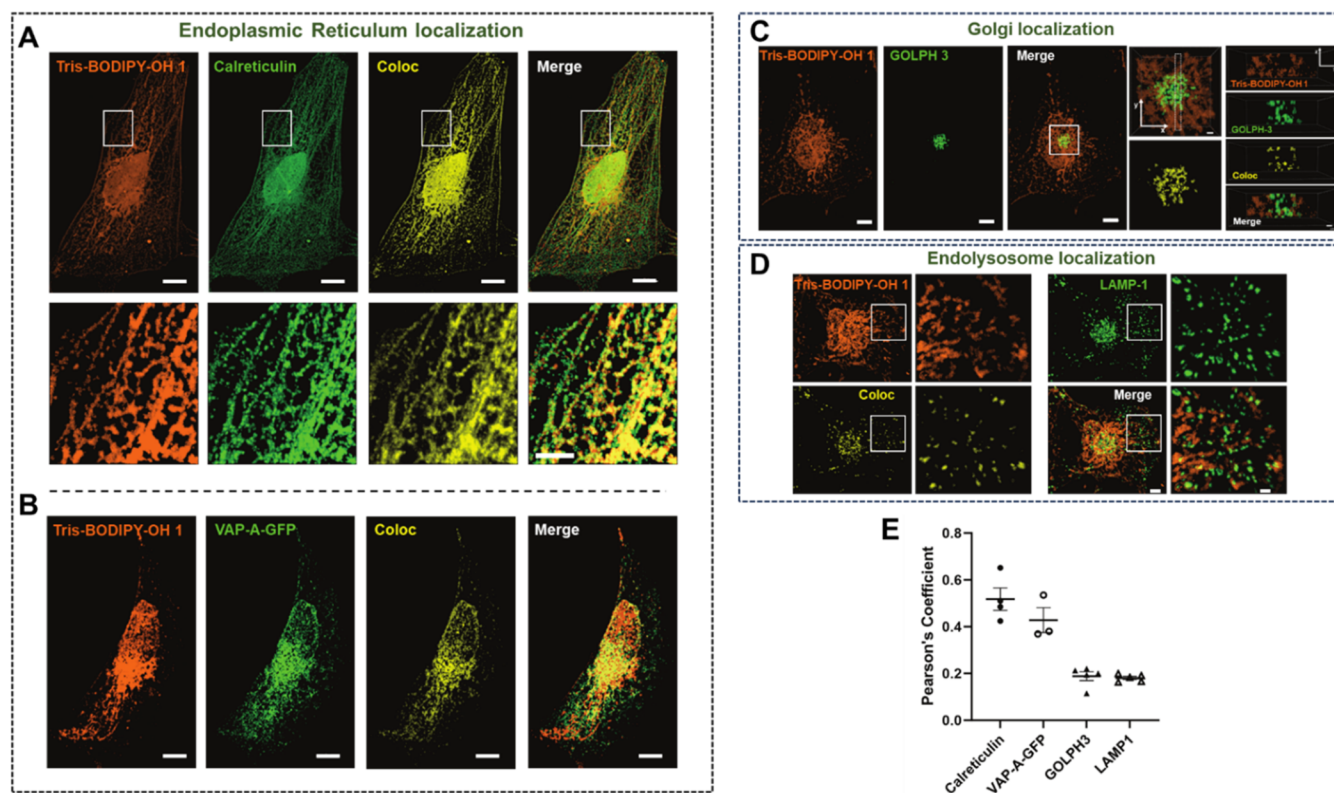 A
Endoplasmic Reticulum localization
Tris-BODIPY-OH 1
Calreticulin
Coloc
Merge
B
Tris-BODIPY-OH 1
VAP-A-GFP
Coloc
Merge
C
Golgi localization
Tris-BODIPY-OH 1
GOLPH 3
Merge
y
x
z
Tris-BODIPY-OH 1
GOLPH-3
Coloc
Merge
D
Endolysosome localization
Tris-BODIPY-OH 1
LAMP-1
Coloc
Merge
E
Pearson's Coefficient
0.8
0.6
0.4
0.2
0.0
Calreticulin
VAP-A-GFP
GOLPH3
LAMP1